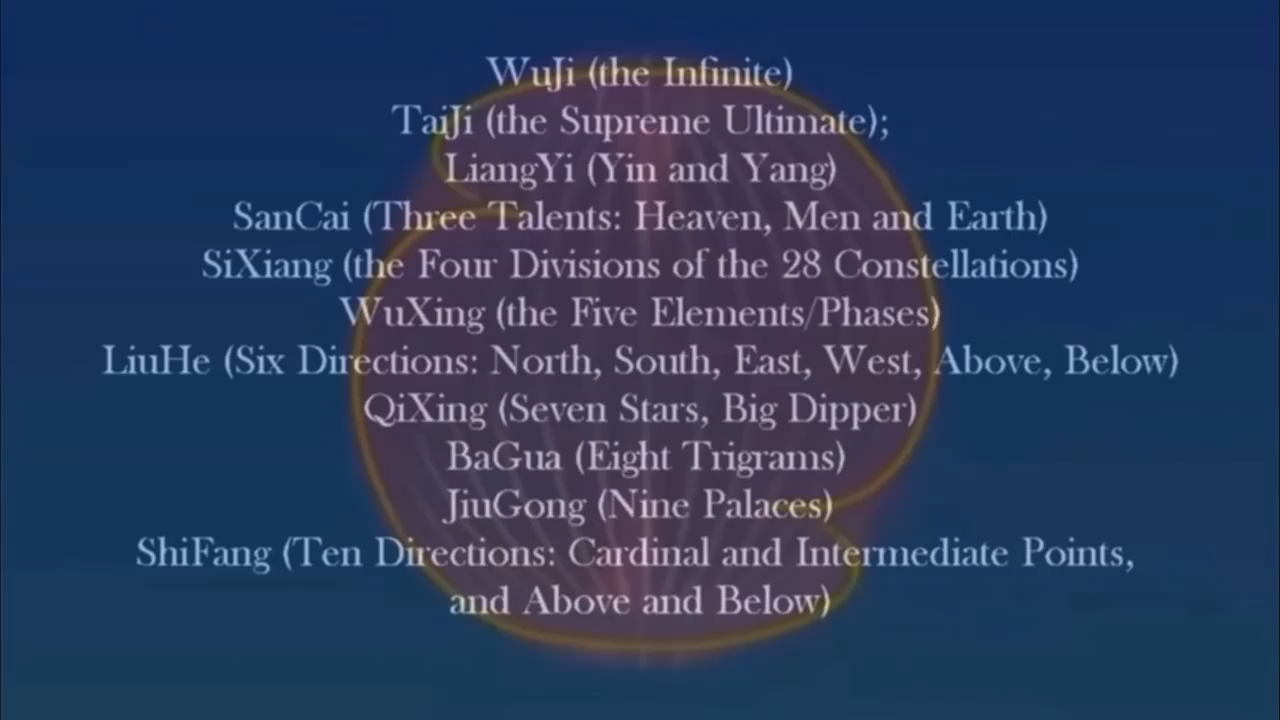 WuJi (the Infinite)
TaiJi (the Supreme Ultimate);
LiangYi (Yin and Yang)
SanCai (Three Talents: Heaven, Men and Earth)
SiXiang (the Four Divisions of the 28 Constellations)
WuXing (the Five Elements/Phases)
LiuHe (Six Directions: North, South, East, West, Above, Below)
QiXing (Seven Stars, Big Dipper)
BaGua (Eight Trigrams)
JiuGong (Nine Palaces)
ShiFang (Ten Directions: Cardinal and Intermediate Points,
and Above and Below)